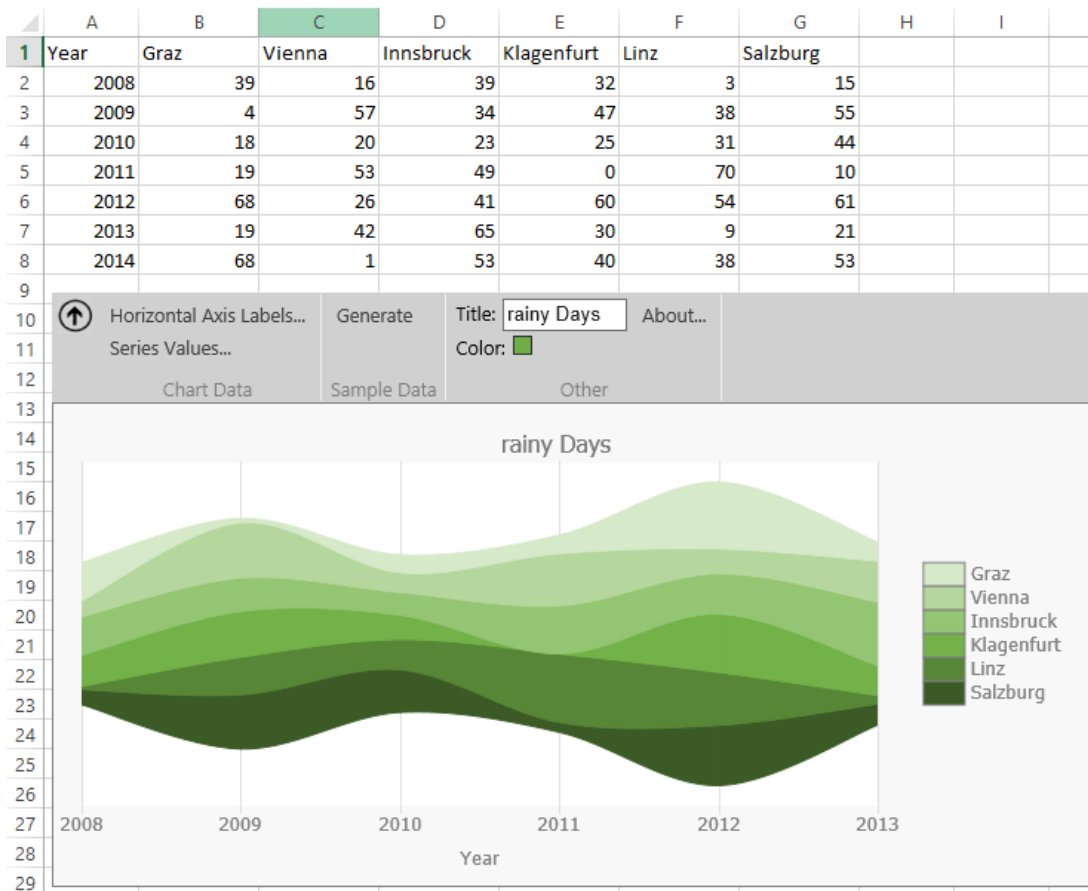 A B C D E F G H I
1 Year Graz Vienna Innsbruck Klagenfurt Linz Salzburg
2 2008 39 16 39 32 3 15
3 2009 4 57 34 47 38 55
4 2010 18 20 23 25 31 44
5 2011 19 53 49 0 70 10
6 2012 68 26 41 60 54 61
7 2013 19 42 65 30 9 21
8 2014 68 1 53 40 38 53
9
10 Horizontal Axis Labels... Generate Title: rainy Days About...
11 Series Values... Color:
12 Chart Data Sample Data Other
13
14 rainy Days
15
16
17
18
19 Graz
20 Vienna
21 Innsbruck
Klagenfurt
22 Linz
23 Salzburg
24
25
26
27 2008 2009 2010 2011 2012 2013
28 Year
29